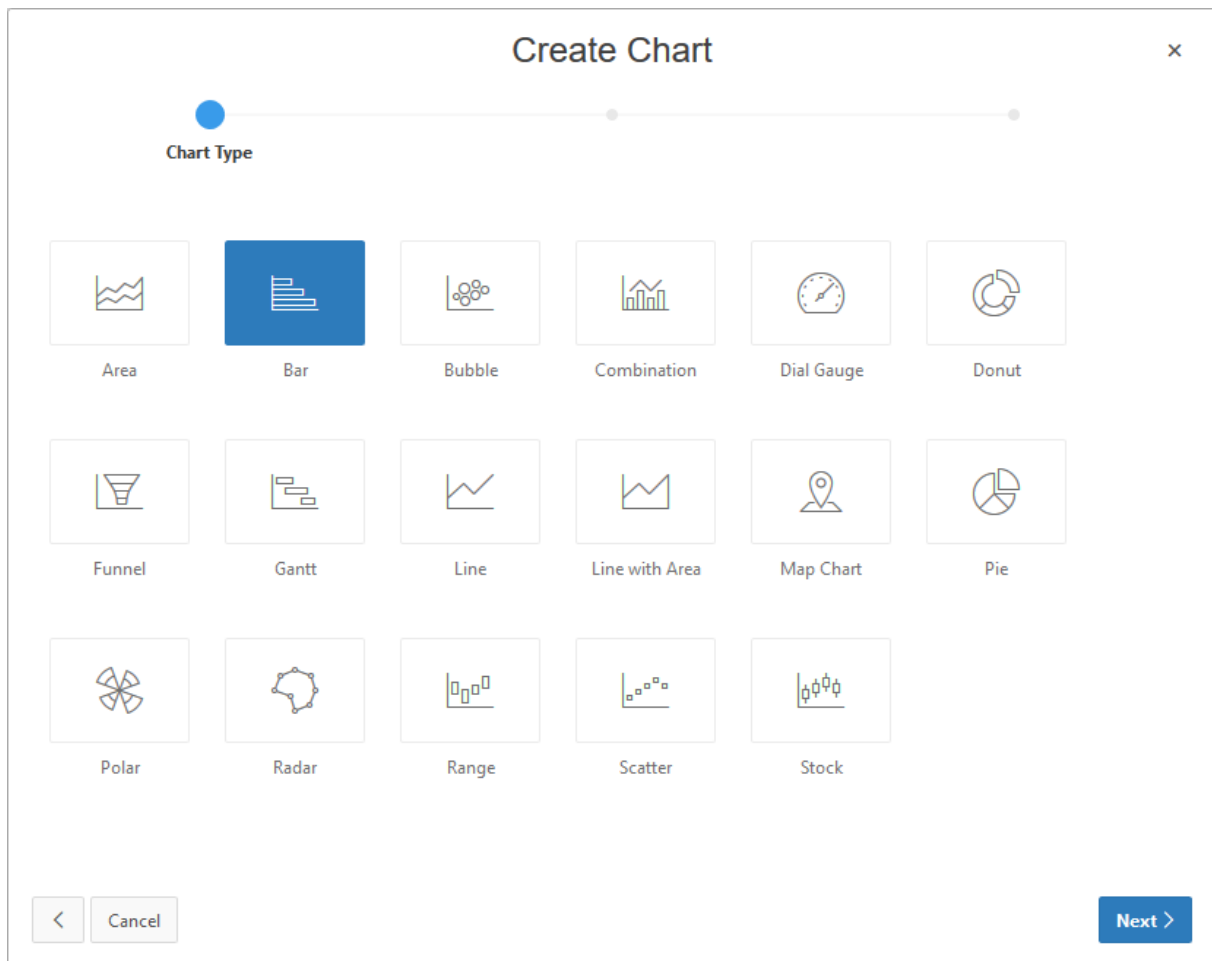 Create Chart
Chart Type
Area Bar Bubble Combination Dial Gauge Donut
Funnel Gantt Line Line with Area Map Chart Pie
Polar Radar Range Scatter Stock
Cancel Next